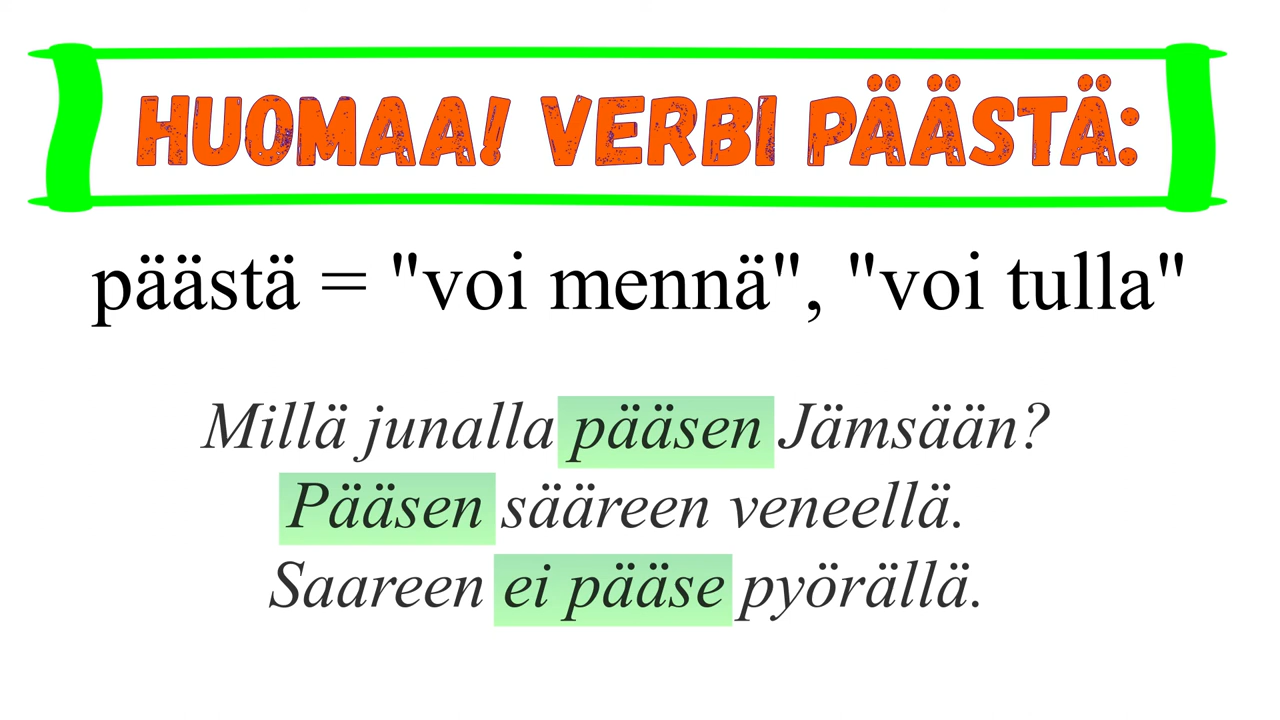 HUOMAA! VERBI PÄÄSTÄ:
päästä = "voi mennä", "voi tulla"
Millä junalla pääsen Jämsään?
Pääsen sääreen veneellä.
Saareen ei pääse pyörällä.